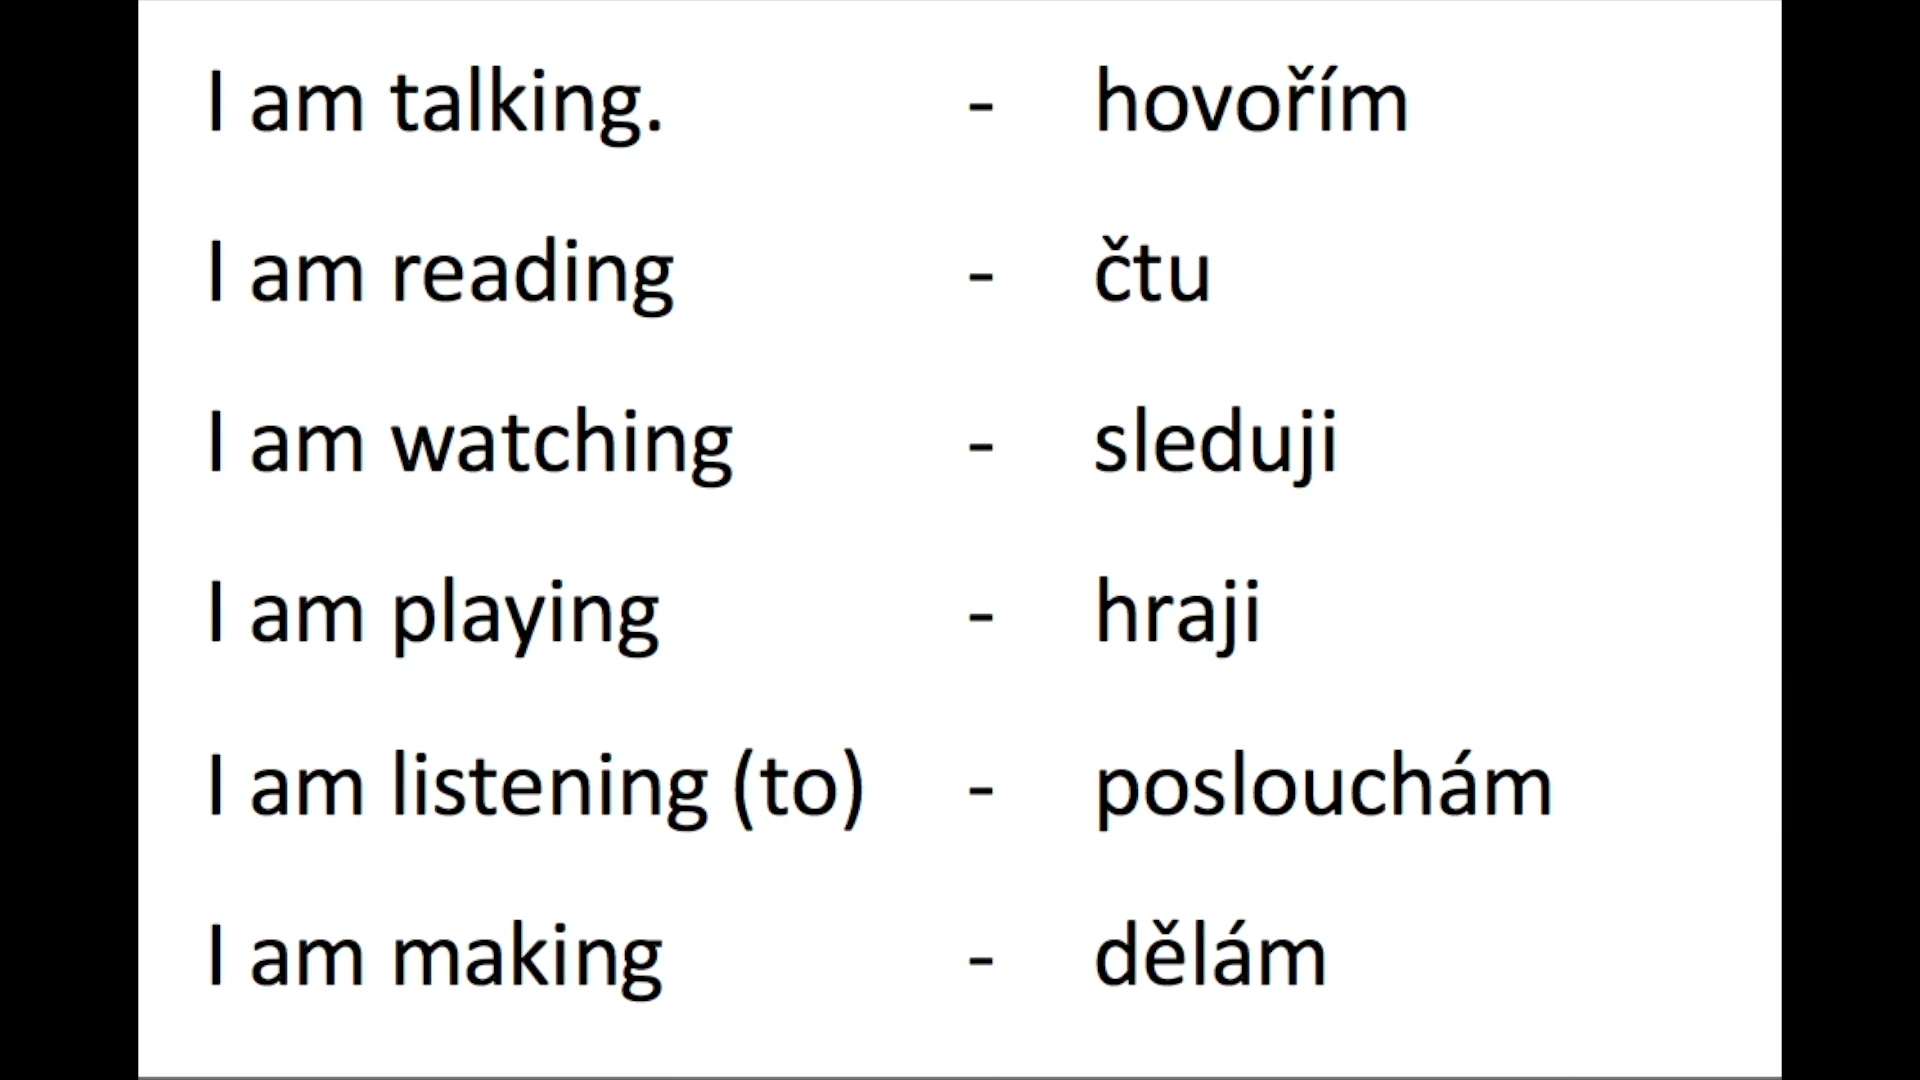 I am talking. - hovořím
I am reading - čtu
I am watching - sleduji
I am playing - hraji
I am listening (to) - poslouchám
I am making - dělám